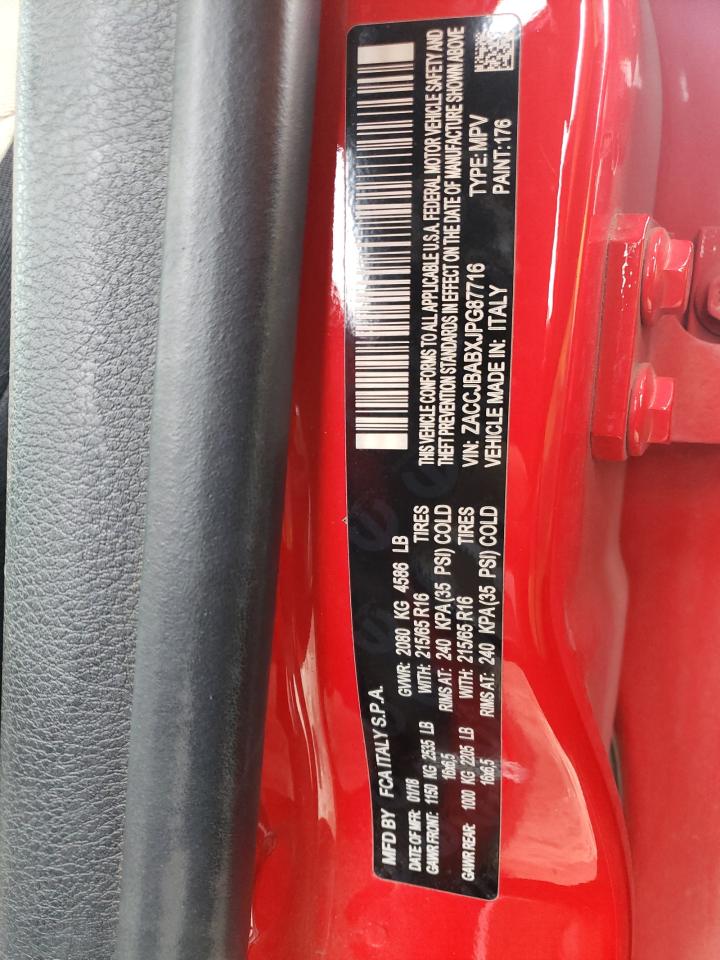 MFD BY FCA ITALY S.P.A.
DATE OF MFR: 01/18 GVWR: 2080 KG 4586 LB
GAWR FRONT: 1150 KG 2535 LB WITH: 215/65 R16 TIRES
16x6,5 RIMS AT: 240 KPA(35 PSI) COLD
GAWR REAR: 1000 KG 2205 LB WITH: 215/65 R16 TIRES
16x6,5 RIMS AT: 240 KPA(35 PSI) COLD
THIS VEHICLE CONFORMS TO ALL APPLICABLE U.S.A. FEDERAL MOTOR VEHICLE SAFETY AND
THEFT PREVENTION STANDARDS IN EFFECT ON THE DATE OF MANUFACTURE SHOWN ABOVE
VIN: ZACCJBABXJPG87716 TYPE: MPV
VEHICLE MADE IN: ITALY PAINT:176